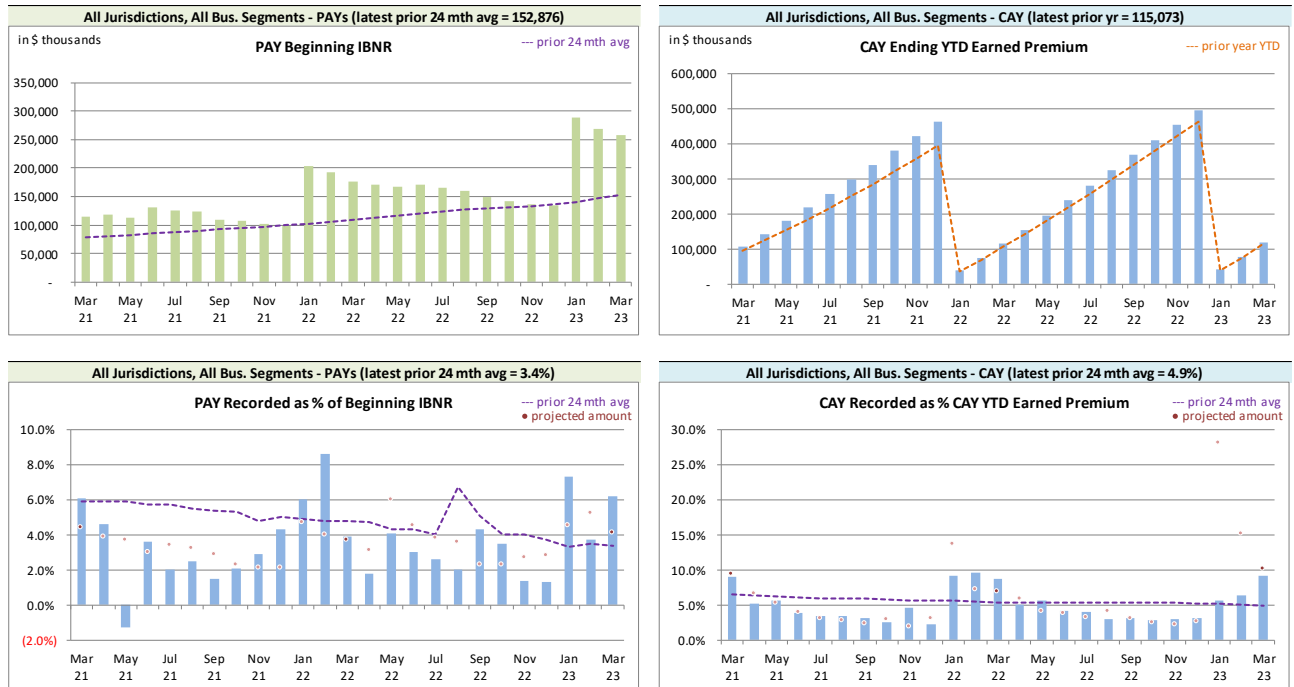 All Jurisdictions, All Bus. Segments - PAYs (latest prior 24 mth avg = 152,876)
in $ thousands
PAY Beginning IBNR
--- prior 24 mth avg
350,000
300,000
250,000
200,000
150,000
100,000
50,000
-
Mar May Jul Sep Nov Jan Mar May Jul Sep Nov Jan Mar
21 21 21 21 21 22 22 22 22 22 22 23 23
All Jurisdictions, All Bus. Segments - CAY (latest prior yr = 115,073)
in $ thousands
CAY Ending YTD Earned Premium
--- prior year YTD
600,000
500,000
400,000
300,000
200,000
100,000
-
Mar May Jul Sep Nov Jan Mar May Jul Sep Nov Jan Mar
21 21 21 21 21 22 22 22 22 22 22 23 23
All Jurisdictions, All Bus. Segments - PAYs (latest prior 24 mth avg = 3.4%)
PAY Recorded as % of Beginning IBNR
--- prior 24 mth avg
• projected amount
10.0%
8.0%
6.0%
4.0%
2.0%
0.0%
(2.0%)
Mar May Jul Sep Nov Jan Mar May Jul Sep Nov Jan Mar
21 21 21 21 21 22 22 22 22 22 22 23 23
All Jurisdictions, All Bus. Segments - CAY (latest prior 24 mth avg = 4.9%)
CAY Recorded as % CAY YTD Earned Premium
--- prior 24 mth avg
• projected amount
30.0%
25.0%
20.0%
15.0%
10.0%
5.0%
0.0%
Mar May Jul Sep Nov Jan Mar May Jul Sep Nov Jan Mar
21 21 21 21 21 22 22 22 22 22 22 23 23